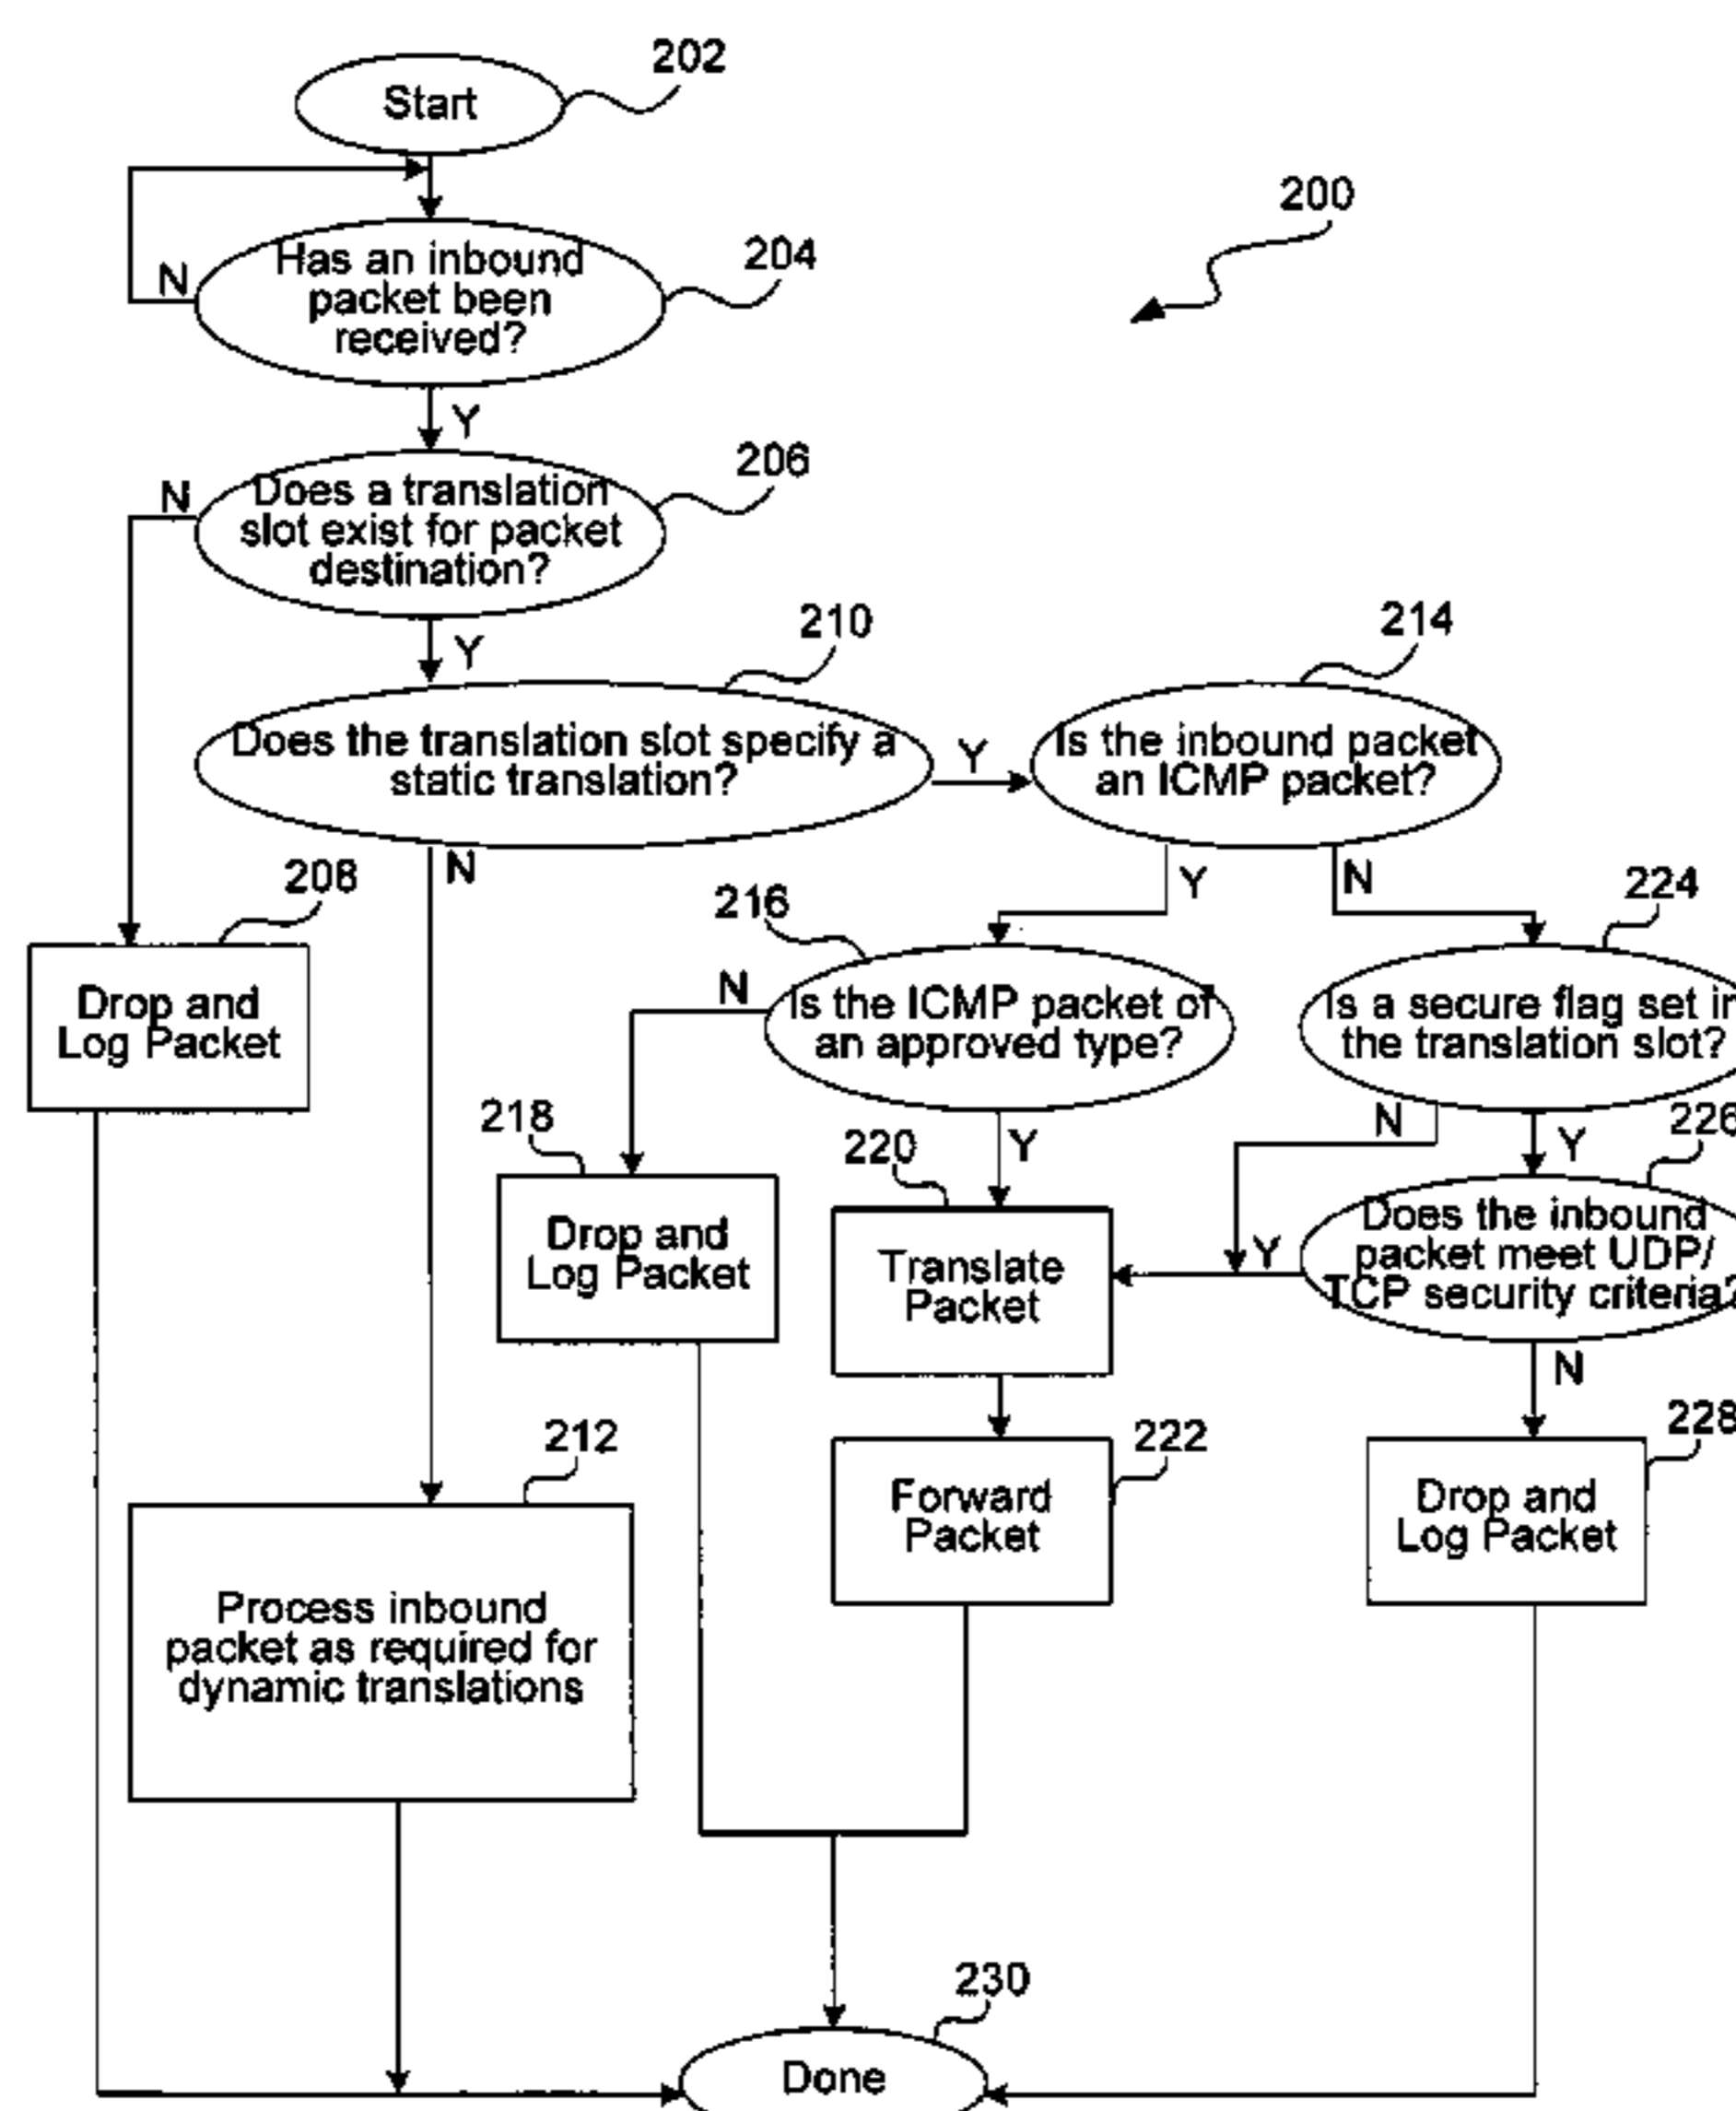 202
Start
200
Has an inbound
packet been
received?
204
N
Y
206
Does a translation
slot exist for packet
destination?
N
Y
210
Does the translation slot specify a
static translation?
Y
214
Is the inbound packet
an ICMP packet?
N
Y
N
208
Drop and
Log Packet
216
Is the ICMP packet of
an approved type?
N
Y
224
Is a secure flag set in
the translation slot?
N
Y
218
Drop and
Log Packet
220
Translate
Packet
226
Does the inbound
packet meet UDP/
TCP security criteria?
Y
N
212
Process inbound
packet as required for
dynamic translations
222
Forward
Packet
228
Drop and
Log Packet
230
Done